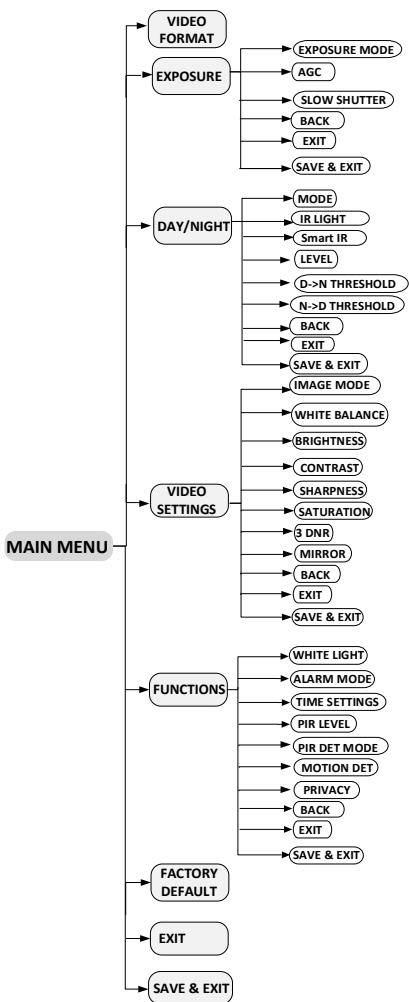 MAIN MENU
VIDEO
FORMAT
EXPOSURE
EXPOSURE MODE
AGC
SLOW SHUTTER
BACK
EXIT
SAVE & EXIT
DAY/NIGHT
MODE
IR LIGHT
Smart IR
LEVEL
D->N THRESHOLD
N->D THRESHOLD
BACK
EXIT
SAVE & EXIT
VIDEO
SETTINGS
IMAGE MODE
WHITE BALANCE
BRIGHTNESS
CONTRAST
SHARPNESS
SATURATION
3 DNR
MIRROR
BACK
EXIT
SAVE & EXIT
FUNCTIONS
WHITE LIGHT
ALARM MODE
TIME SETTINGS
PIR LEVEL
PIR DET MODE
MOTION DET
PRIVACY
BACK
EXIT
SAVE & EXIT
FACTORY
DEFAULT
EXIT
SAVE & EXIT